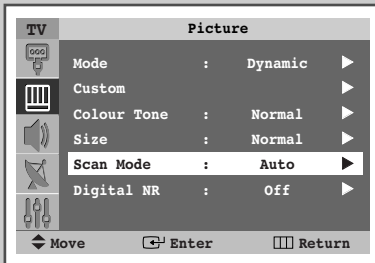 TV Picture
Mode : Dynamic
Custom
Colour Tone : Normal
Size : Normal
Scan Mode : Auto
Digital NR : Off
Move Enter Return